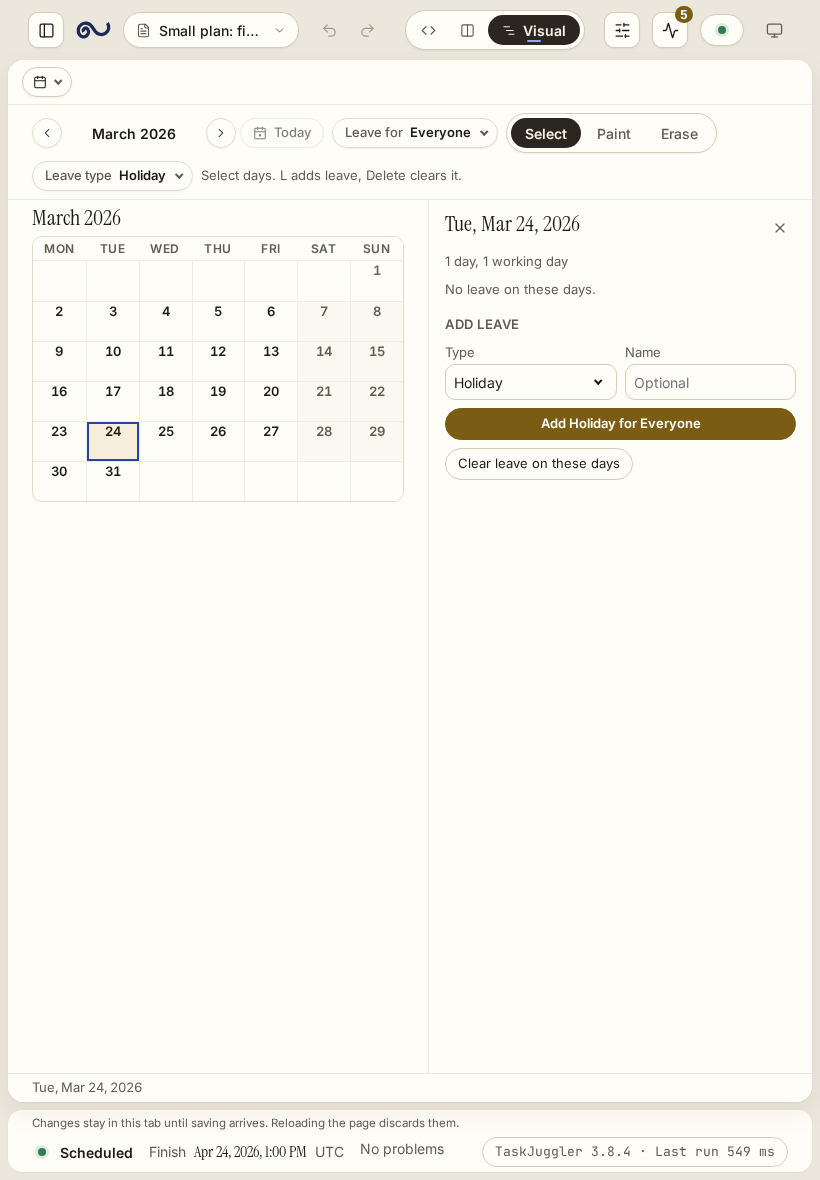 Small plan: fi...
Visual
5
March 2026
Today
Leave for Everyone
Select
Paint
Erase
Leave type Holiday
Select days. L adds leave, Delete clears it.
March 2026
MON TUE WED THU FRI SAT SUN
1
2 3 4 5 6 7 8
9 10 11 12 13 14 15
16 17 18 19 20 21 22
23 24 25 26 27 28 29
30 31
Tue, Mar 24, 2026
1 day, 1 working day
No leave on these days.
ADD LEAVE
Type Name
Holiday Optional
Add Holiday for Everyone
Clear leave on these days
Tue, Mar 24, 2026
Changes stay in this tab until saving arrives. Reloading the page discards them.
Scheduled Finish Apr 24, 2026, 1:00 PM UTC No problems TaskJuggler 3.8.4 · Last run 549 ms